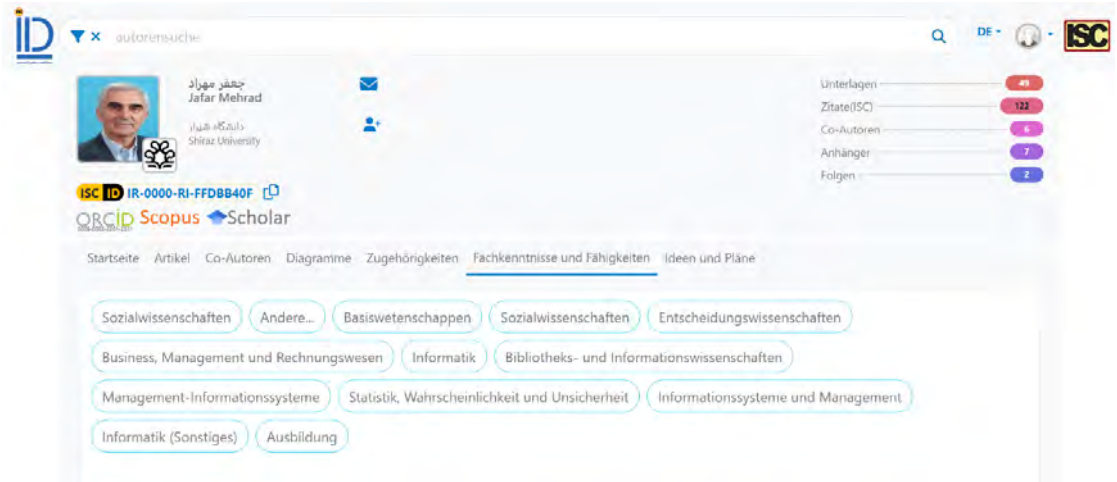 ID
autorensuche
DE
ISC
جعفر مهراد
Jafar Mehrad
دانشگاه شیراز
Shiraz University
Unterlagen 49
Zitate(ISC) 122
Co-Autoren 6
Anhänger 7
Folgen 2
ISC ID IR-0000-RI-FFDBB40F
ORCID Scopus Scholar
Startseite Artikel Co-Autoren Diagramme Zugehörigkeiten Fachkenntnisse und Fähigkeiten Ideen und Pläne
Sozialwissenschaften Andere... Basiswetenschappen Sozialwissenschaften Entscheidungswissenschaften
Business, Management und Rechnungswesen Informatik Bibliotheks- und Informationswissenschaften
Management-Informationssysteme Statistik, Wahrscheinlichkeit und Unsicherheit Informationssysteme und Management
Informatik (Sonstiges) Ausbildung